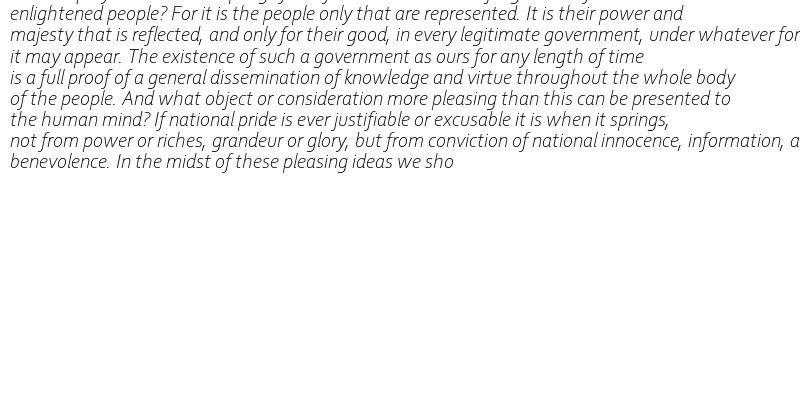 enlightened people? For it is the people only that are represented. It is their power and
majesty that is reflected, and only for their good, in every legitimate government, under whatever for
it may appear. The existence of such a government as ours for any length of time
is a full proof of a general dissemination of knowledge and virtue throughout the whole body
of the people. And what object or consideration more pleasing than this can be presented to
the human mind? If national pride is ever justifiable or excusable it is when it springs,
not from power or riches, grandeur or glory, but from conviction of national innocence, information, a
benevolence. In the midst of these pleasing ideas we sho